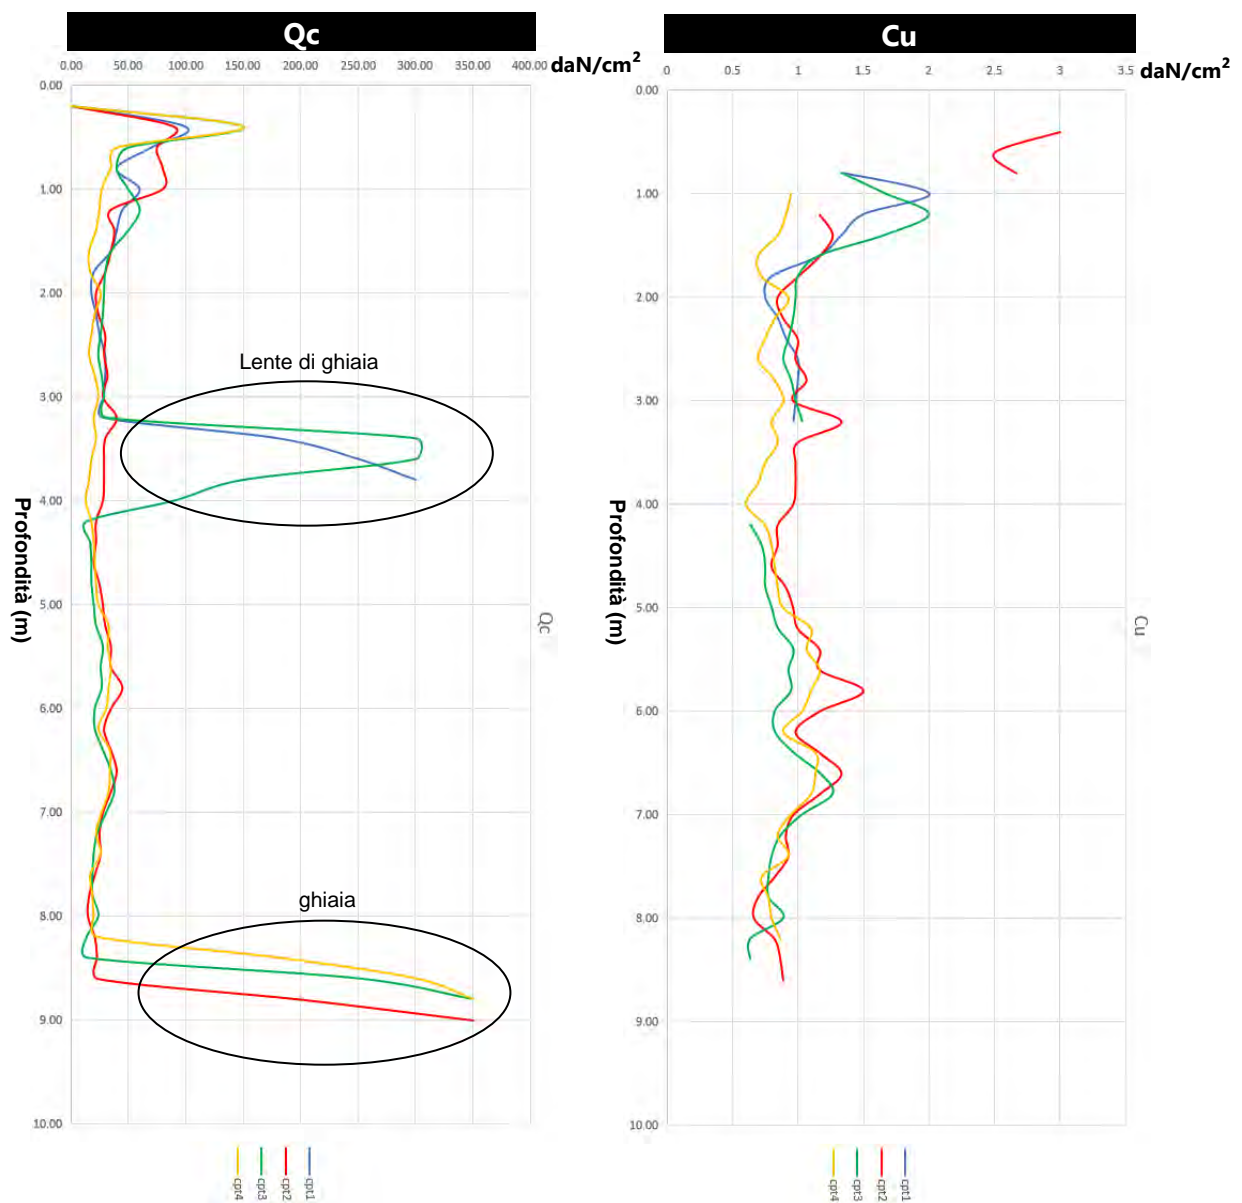 Qc
0.00 50.00 100.00 150.00 200.00 250.00 300.00 350.00 400.00 daN/cm²
0.00
1.00
2.00
3.00
4.00
5.00
6.00
7.00
8.00
9.00
10.00
Profondità (m)
Lente di ghiaia
ghiaia
Qc
cpt4 cpt3 cpt2 cpt1
Cu
0 0.5 1 1.5 2 2.5 3 3.5 daN/cm²
0.00
1.00
2.00
3.00
4.00
5.00
6.00
7.00
8.00
9.00
10.00
Profondità (m)
Cu
cpt4 cpt3 cpt2 cpt1